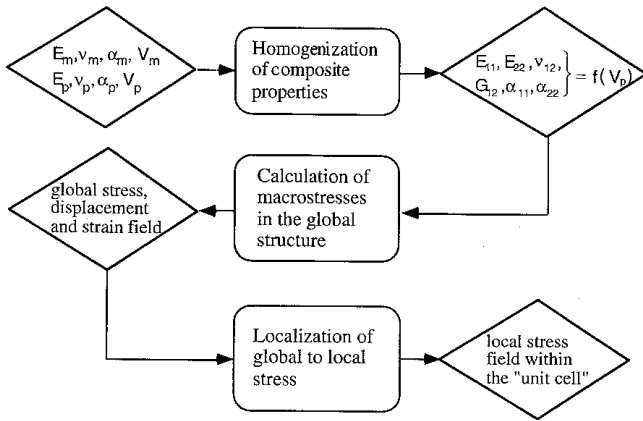 E_m, ν_m, α_m, V_m
E_p, ν_p, α_p, V_p
Homogenization
of composite
properties
E_11, E_22, ν_12,
G_12, α_11, α_22 } = f(V_p)
global stress,
displacement
and strain field
Calculation of
macrostresses
in the global
structure
Localization of
global to local
stress
local stress
field within
the "unit cell"